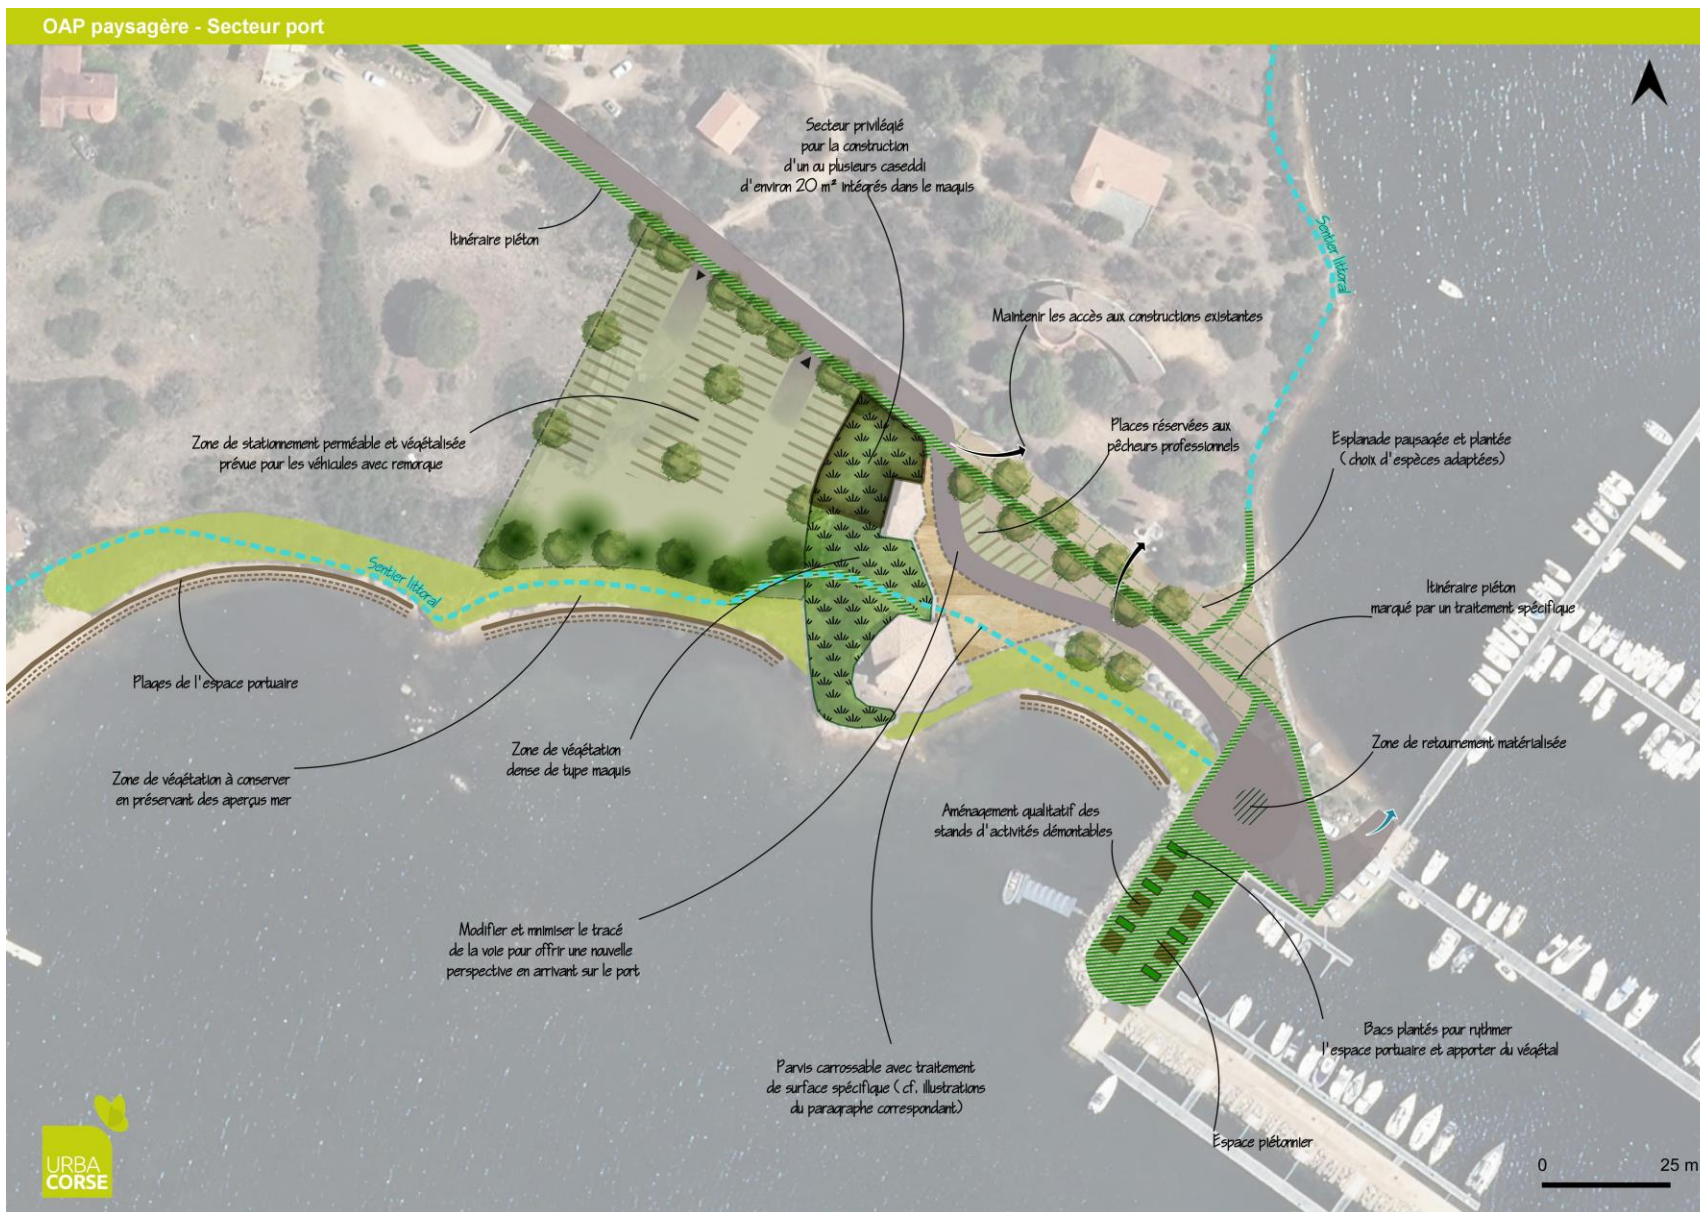 OAP paysagère - Secteur port
Secteur privilégié
pour la construction
d'un ou plusieurs caseddi
d'environ 20 m² intégrés dans le maquis
Itinéraire piéton
Sentier littoral
Maintenir les accès aux constructions existantes
Places réservées aux
pêcheurs professionnels
Esplanade paysagée et plantée
( choix d'espèces adaptées)
Zone de stationnement perméable et végétalisée
prévue pour les véhicules avec remorque
Sentier littoral
Itinéraire piéton
marqué par un traitement spécifique
Plages de l'espace portuaire
Zone de végétation
dense de type maquis
Zone de retournement matérialisée
Zone de végétation à conserver
en préservant des aperçus mer
Aménagement qualitatif des
stands d'activités démontables
Modifier et mnimiser le tracé
de la voie pour offrir une nouvelle
perspective en arrivant sur le port
Bacs plantés pour rythmer
l'espace portuaire et apporter du végétal
Parvis carrossable avec traitement
de surface spécifique ( cf. illustrations
du paragraphe correspondant)
Espace piétonnier
URBA
CORSE
0 25 m